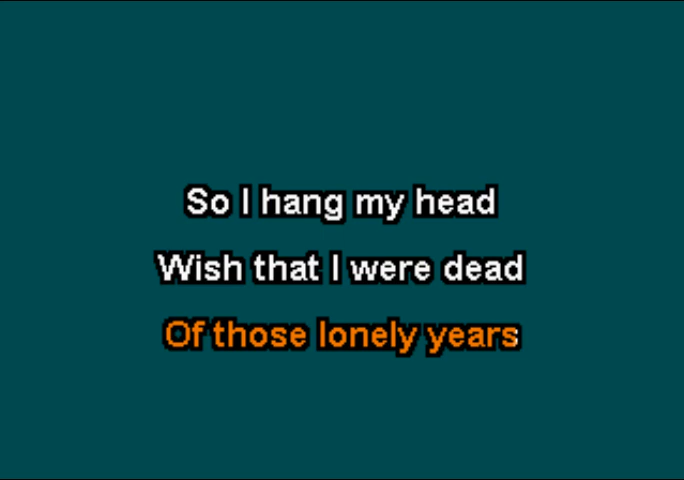 So I hang my head
Wish that I were dead
Of those lonely years